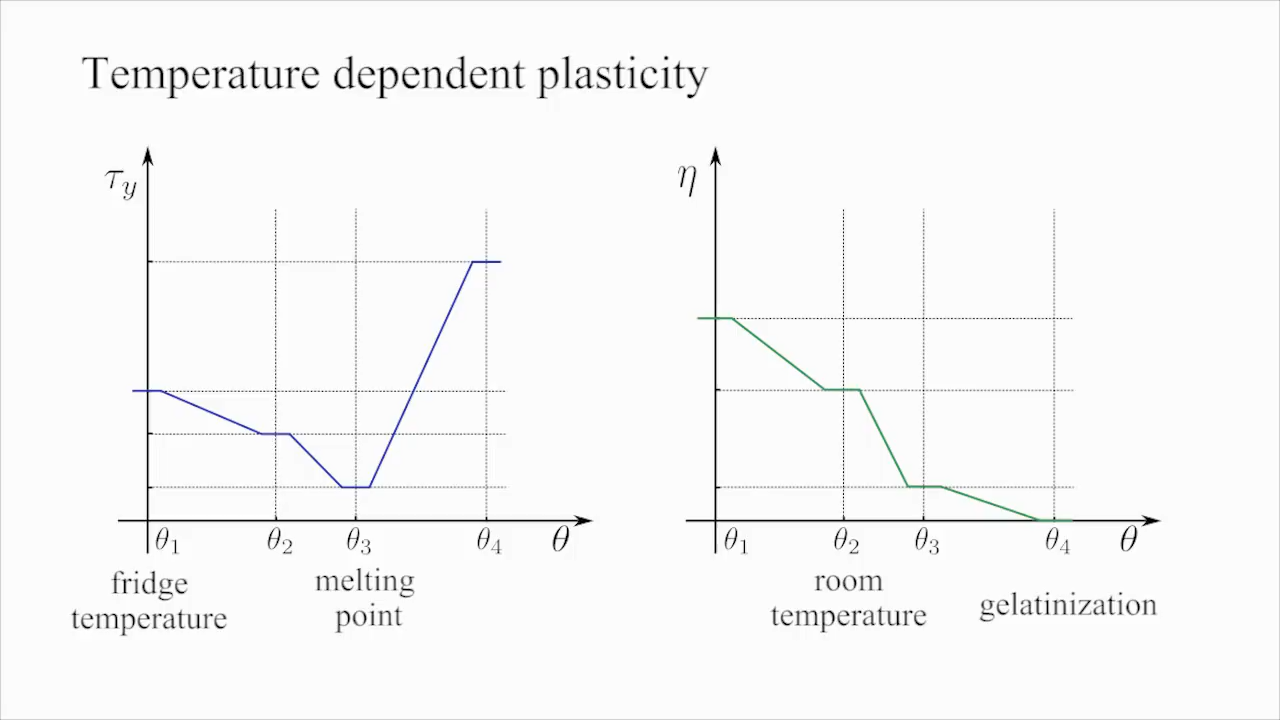 Temperature dependent plasticity
τy
η
θ1 θ2 θ3 θ4 θ
θ1 θ2 θ3 θ4 θ
fridge
temperature
melting
point
room
temperature
gelatinization